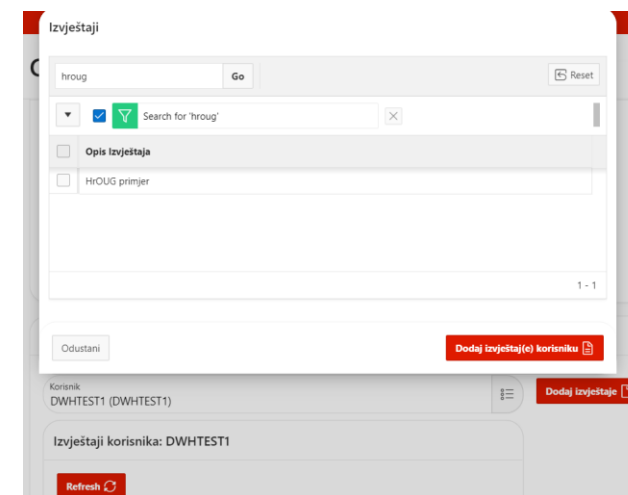 Izvještaji
hroug
Go
Reset
Search for 'hroug'
Opis Izvještaja
HrOUG primjer
1 - 1
Odustani
Dodaj izvještaj(e) korisniku
Korisnik
DWHTEST1 (DWHTEST1)
Dodaj izvještaje
Izvještaji korisnika: DWHTEST1
Refresh